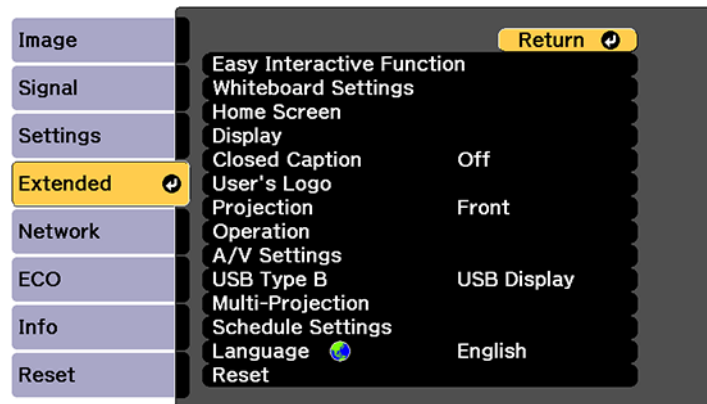 Image
Signal
Settings
Extended
Network
ECO
Info
Reset
Return
Easy Interactive Function
Whiteboard Settings
Home Screen
Display
Closed Caption Off
User's Logo
Projection Front
Operation
A/V Settings
USB Type B USB Display
Multi-Projection
Schedule Settings
Language English
Reset